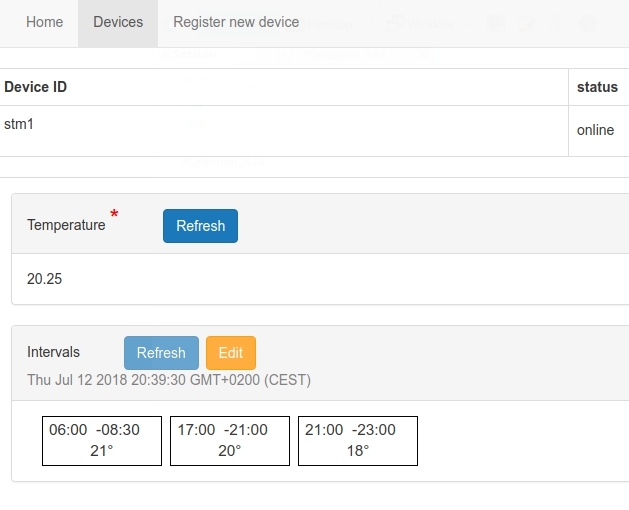 Home Devices Register new device
Device ID status
stm1 online
Temperature * Refresh
20.25
Intervals Refresh Edit
Thu Jul 12 2018 20:39:30 GMT+0200 (CEST)
06:00 -08:30 17:00 -21:00 21:00 -23:00
21° 20° 18°